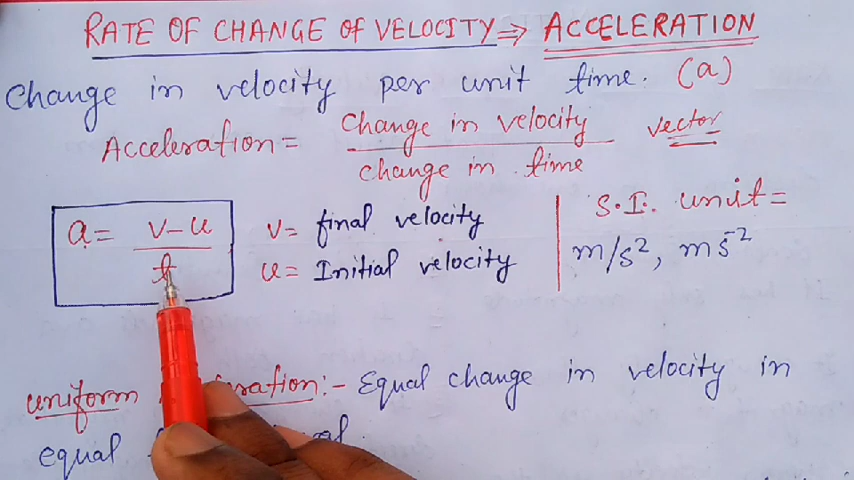 RATE OF CHANGE OF VELOCITY ⇒ ACCELERATION
Change in velocity per unit time. (a)
Acceleration = Change in velocity / change in time vector
a = v-u / t
v = final velocity
u = Initial velocity
S.I. unit =
m/s², ms⁻²
uniform :- Equal change in velocity in
equal